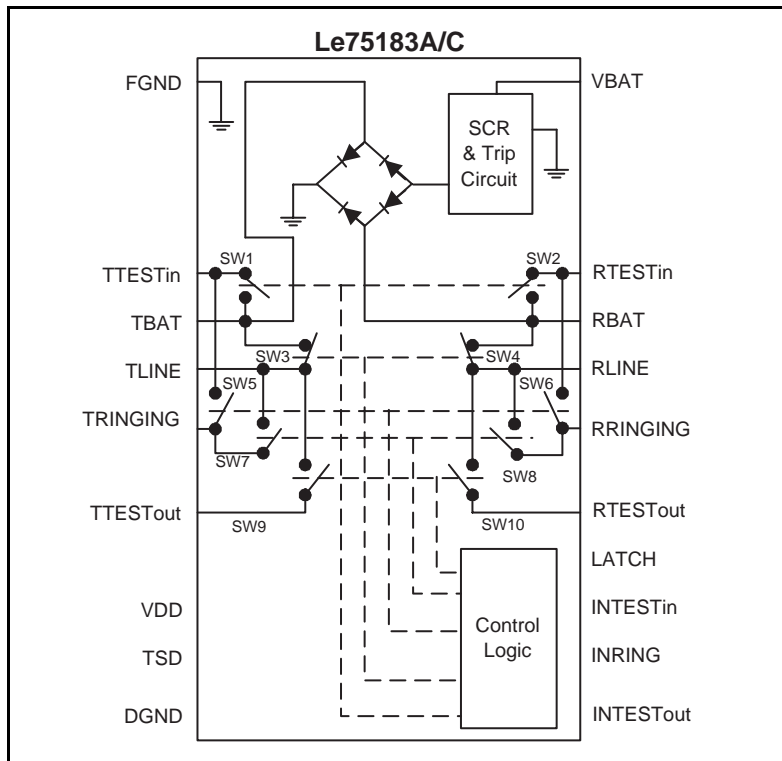 Le75183A/C
FGND
VBAT
SCR
& Trip
Circuit
SW1
SW2
TTESTin
RTESTin
TBAT
RBAT
SW3
SW4
TLINE
RLINE
SW5
SW6
TRINGING
RRINGING
SW7
SW8
TTESTout
RTESTout
SW9
SW10
LATCH
VDD
INTESTin
Control
Logic
TSD
INRING
DGND
INTESTout